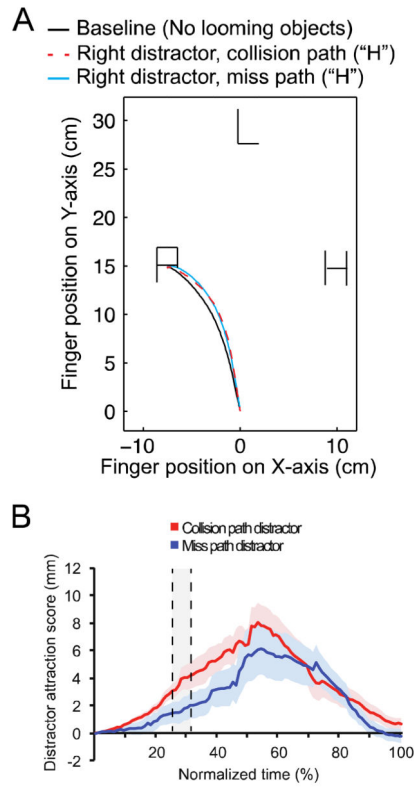 A
Baseline (No looming objects)
Right distractor, collision path (“H”)
Right distractor, miss path (“H”)
Finger position on Y-axis (cm)
30
25
20
15
10
5
0
L
H
−10
0
10
Finger position on X-axis (cm)
B
Collision path distractor
Miss path distractor
Distractor attraction score (mm)
12
10
8
6
4
2
0
-2
20
40
60
80
100
Normalized time (%)